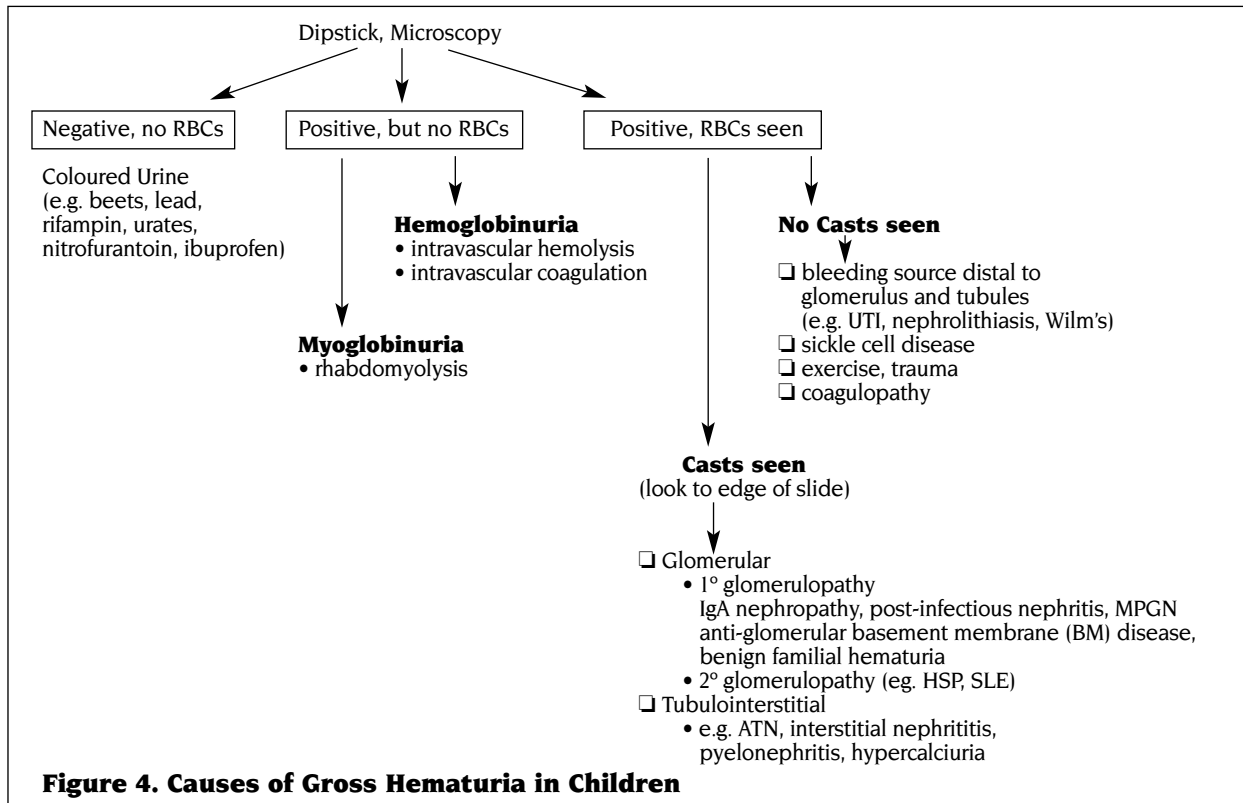 Dipstick, Microscopy
Negative, no RBCs
Coloured Urine
(e.g. beets, lead,
rifampin, urates,
nitrofurantoin, ibuprofen)
Positive, but no RBCs
Hemoglobinuria
• intravascular hemolysis
• intravascular coagulation
Myoglobinuria
• rhabdomyolysis
Positive, RBCs seen
No Casts seen
❏ bleeding source distal to
glomerulus and tubules
(e.g. UTI, nephrolithiasis, Wilm's)
❏ sickle cell disease
❏ exercise, trauma
❏ coagulopathy
Casts seen
(look to edge of slide)
❏ Glomerular
• 1º glomerulopathy
IgA nephropathy, post-infectious nephritis, MPGN
anti-glomerular basement membrane (BM) disease,
benign familial hematuria
• 2º glomerulopathy (eg. HSP, SLE)
❏ Tubulointerstitial
• e.g. ATN, interstitial nephrititis,
pyelonephritis, hypercalciuria
Figure 4. Causes of Gross Hematuria in Children